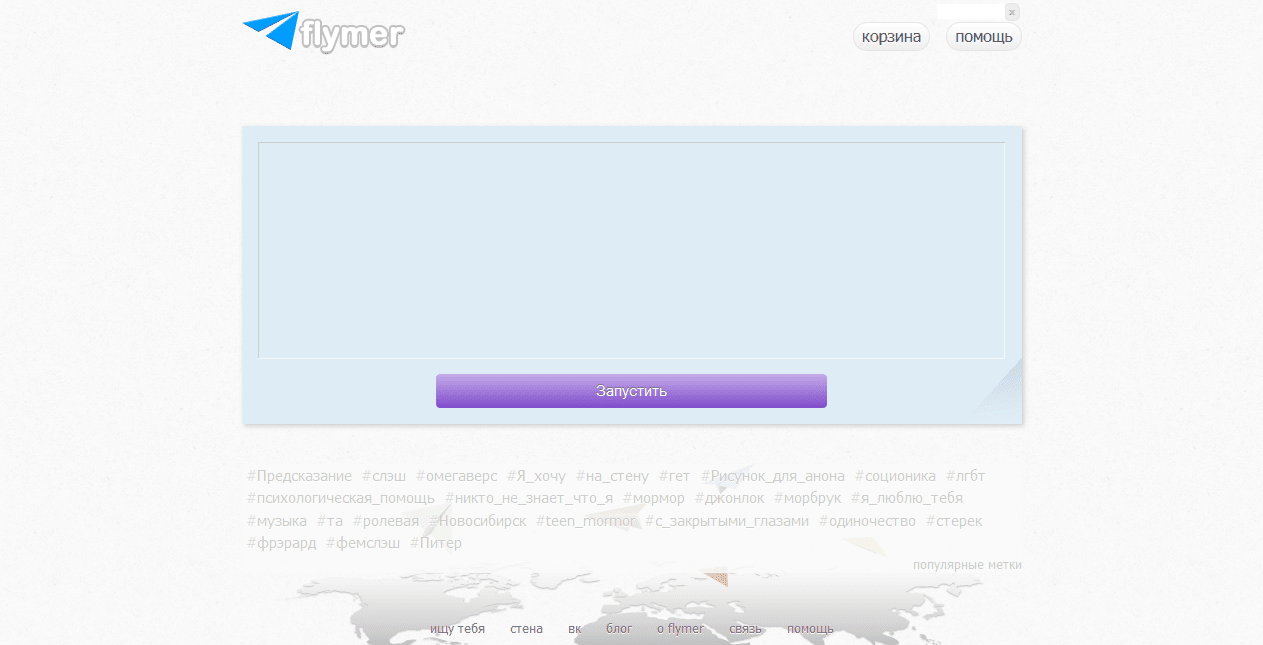 flymer
корзина помощь
Запустить
#Предсказание #слэш #омегаверс #Я_хочу #на_стену #гет #Рисунок_для_анона #соционика #лгбт
#психологическая_помощь #никто_не_знает_что_я #мормор #джонлок #морбрук #я_люблю_тебя
#музыка #та #ролевая #Новосибирск #teen_mormor #с_закрытыми_глазами #одиночество #стерек
#фрэрард #фемслэш #Питер
популярные метки
ищу тебя стена вк блог о flymer связь помощь